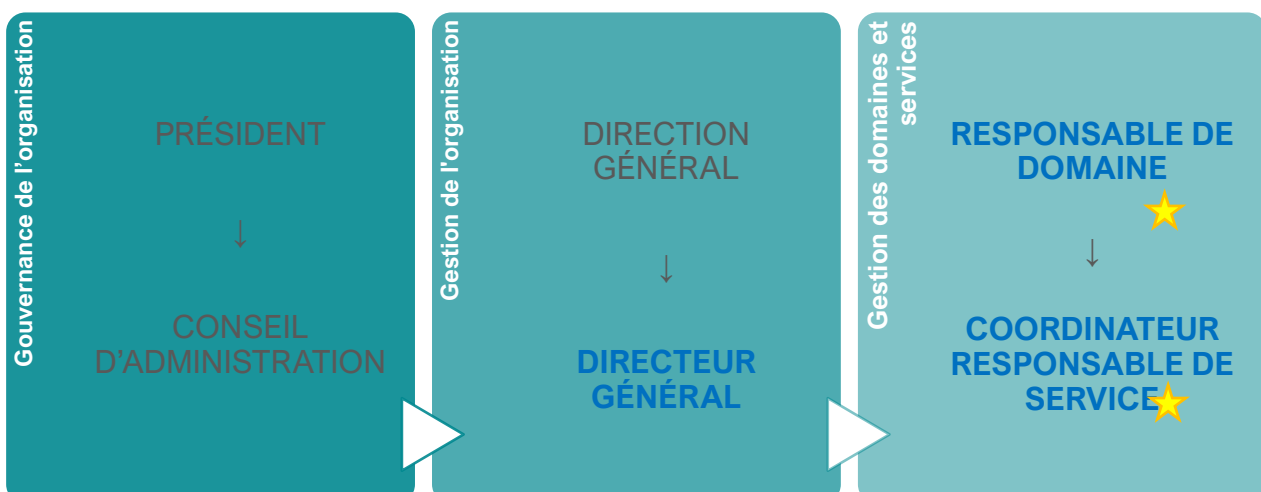 Gouvernance de l'organisation
PRÉSIDENT
↓
CONSEIL
D'ADMINISTRATION
Gestion de l'organisation
DIRECTION
GÉNÉRAL
↓
DIRECTEUR
GÉNÉRAL
Gestion des domaines et
services
RESPONSABLE DE
DOMAINE
↓
COORDINATEUR
RESPONSABLE DE
SERVICE